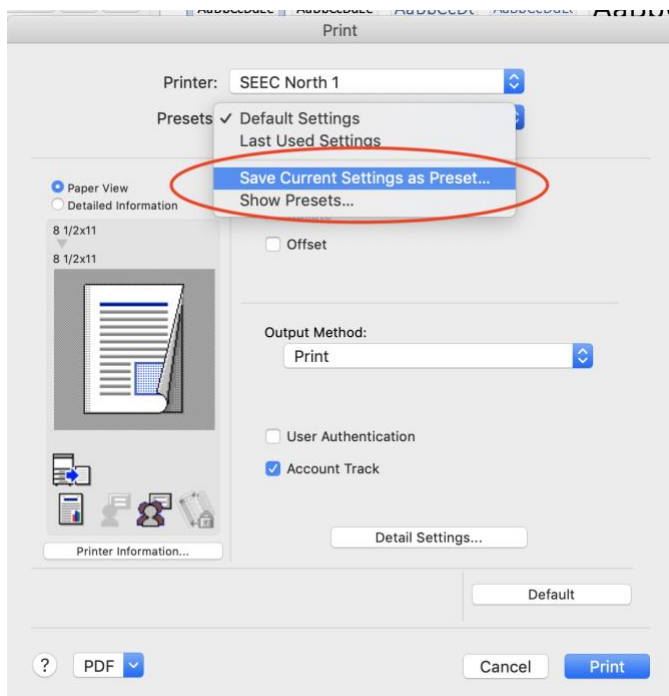 Print
Printer: SEEC North 1
Presets ✓ Default Settings
Last Used Settings
Save Current Settings as Preset...
Show Presets...
Paper View
Detailed Information
8 1/2x11
8 1/2x11
Offset
Output Method:
Print
User Authentication
Account Track
Detail Settings...
Printer Information...
Default
? PDF Cancel Print